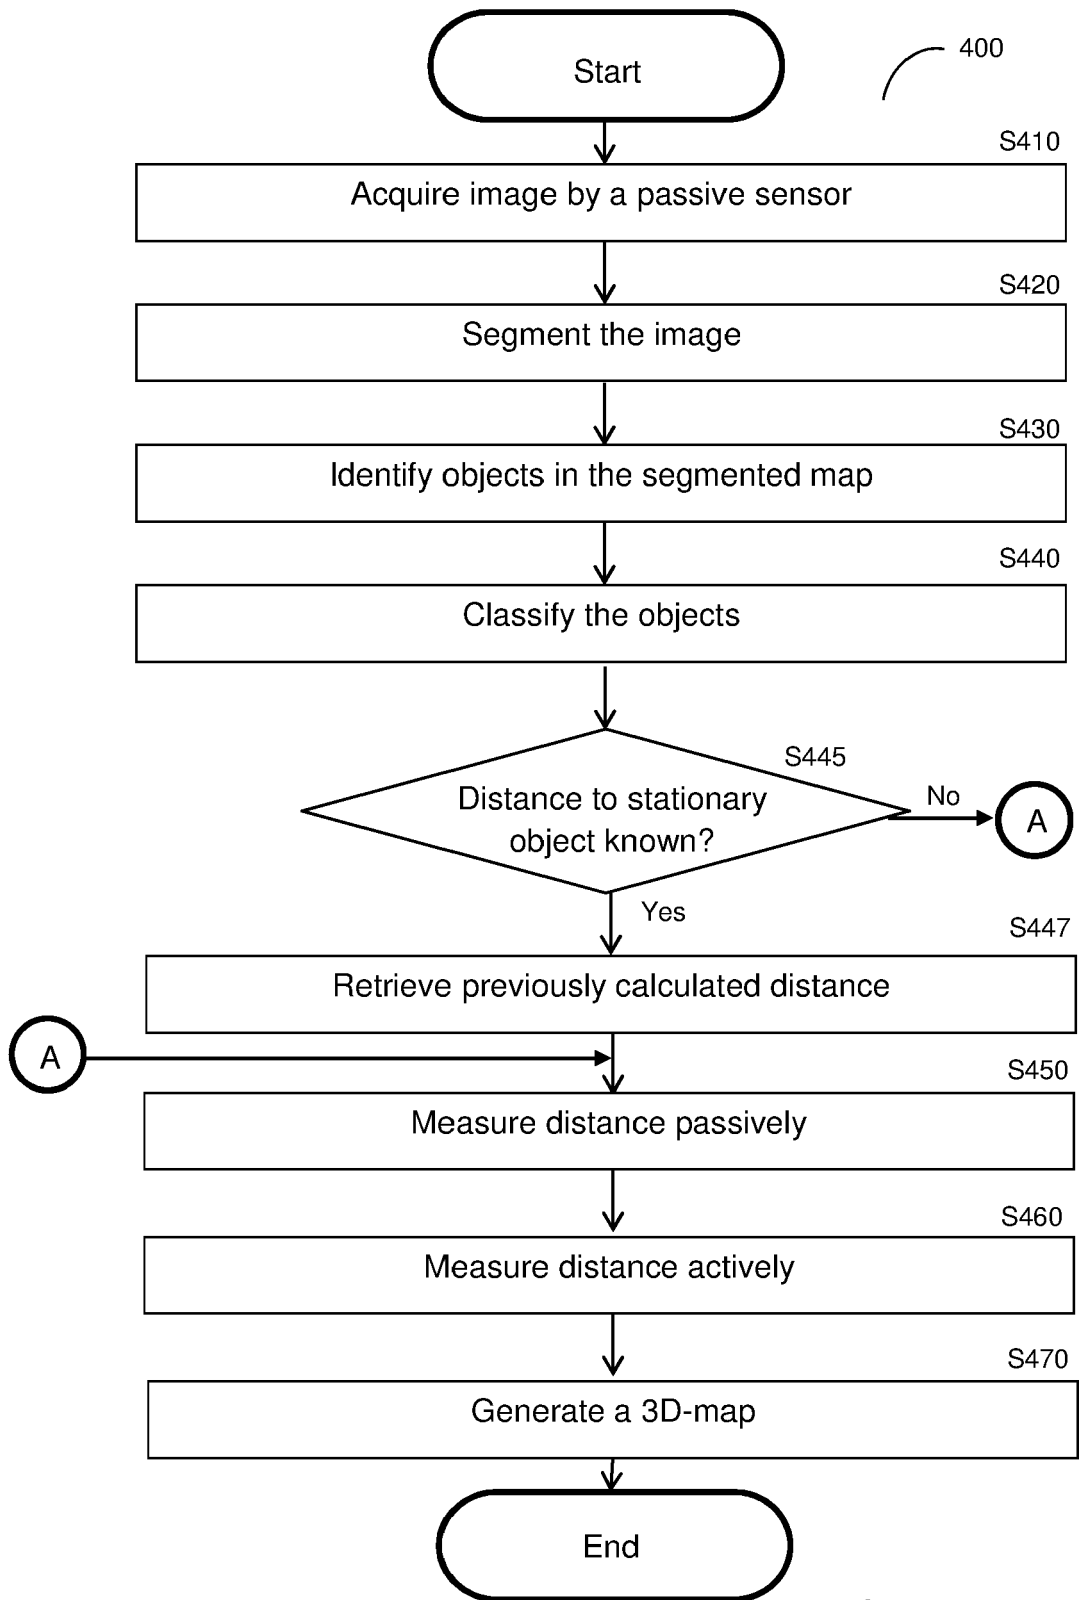 Start
400
S410
Acquire image by a passive sensor
S420
Segment the image
S430
Identify objects in the segmented map
S440
Classify the objects
S445
Distance to stationary
object known?
No
A
Yes
S447
Retrieve previously calculated distance
A
S450
Measure distance passively
S460
Measure distance actively
S470
Generate a 3D-map
End